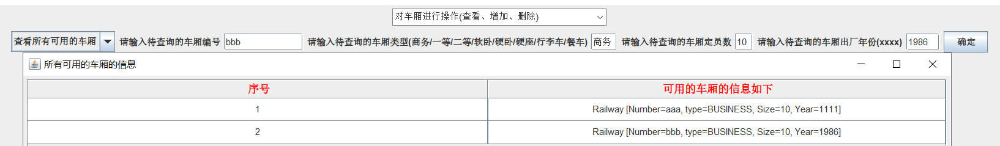 对车厢进行操作(查看、增加、删除)
查看所有可用的车厢 请输入待查询的车厢编号 bbb 请输入待查询的车厢类型(商务/一等/二等/软卧/硬卧/硬座/行李车/餐车) 商务 请输入待查询的车厢定员数 10 请输入待查询的车厢出厂年份(xxxx) 1986 确定
所有可用的车厢的信息
序号 可用的车厢的信息如下
1 Railway [Number=aaa, type=BUSINESS, Size=10, Year=1111]
2 Railway [Number=bbb, type=BUSINESS, Size=10, Year=1986]